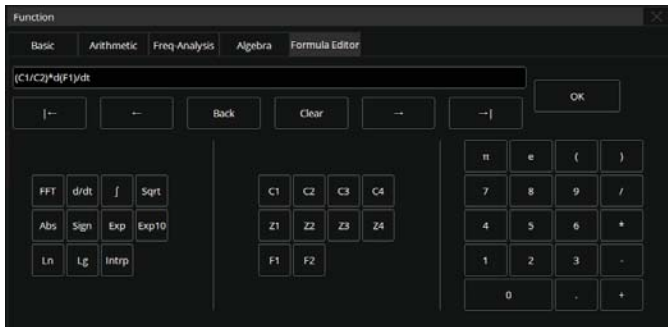 Function
Basic Arithmetic Freq-Analysis Algebra Formula Editor
(C1/C2)*d(F1)/dt
OK
|← ← Back Clear → →|
π e ( )
FFT d/dt ∫ Sqrt C1 C2 C3 C4 7 8 9 /
Abs Sign Exp Exp10 Z1 Z2 Z3 Z4 4 5 6 *
Ln Lg Intrp F1 F2 1 2 3 -
0 . +